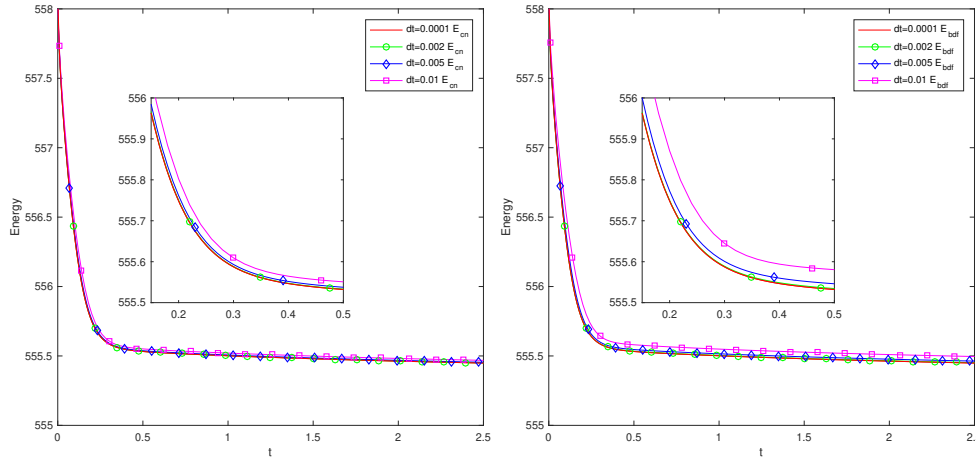 558
557.5
557
556.5
556
555.5
555
Energy
0 0.5 1 1.5 2 2.5
t
dt=0.0001 E_cn
dt=0.002 E_cn
dt=0.005 E_cn
dt=0.01 E_cn
556
555.9
555.8
555.7
555.6
555.5
0.2 0.3 0.4 0.5
558
557.5
557
556.5
556
555.5
555
Energy
0 0.5 1 1.5 2 2.5
t
dt=0.0001 E_bdf
dt=0.002 E_bdf
dt=0.005 E_bdf
dt=0.01 E_bdf
556
555.9
555.8
555.7
555.6
555.5
0.2 0.3 0.4 0.5